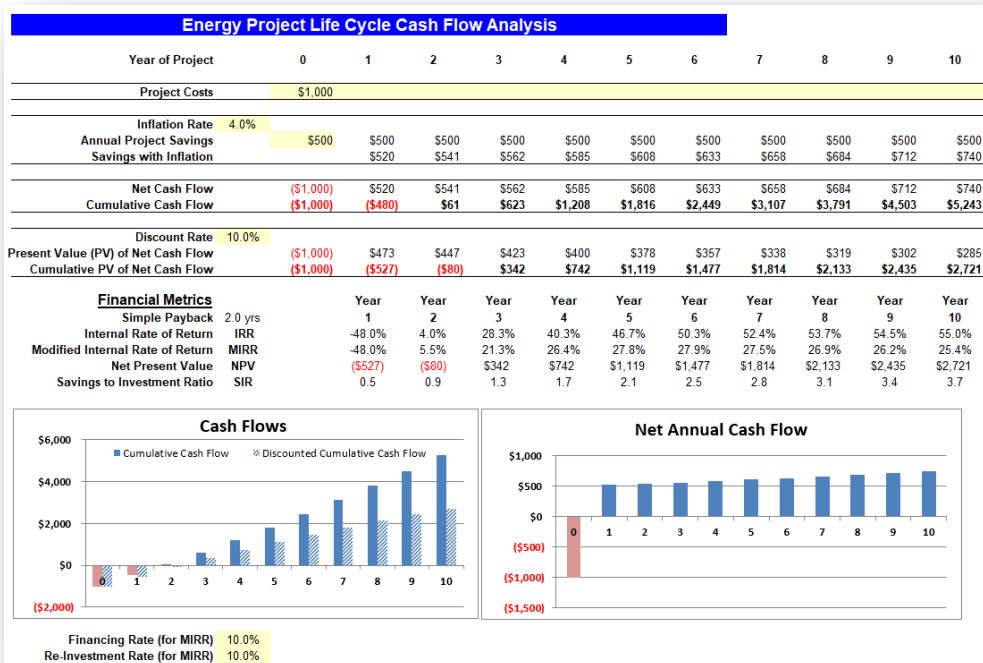 Energy Project Life Cycle Cash Flow Analysis
Year of Project 0 1 2 3 4 5 6 7 8 9 10
Project Costs $1,000
Inflation Rate 4.0%
Annual Project Savings $500 $500 $500 $500 $500 $500 $500 $500 $500 $500 $500
Savings with Inflation $520 $541 $562 $585 $608 $633 $658 $684 $712 $740
Net Cash Flow ($1,000) $520 $541 $562 $585 $608 $633 $658 $684 $712 $740
Cumulative Cash Flow ($1,000) ($480) $61 $623 $1,208 $1,816 $2,449 $3,107 $3,791 $4,503 $5,243
Discount Rate 10.0%
Present Value (PV) of Net Cash Flow ($1,000) $473 $447 $423 $400 $378 $357 $338 $319 $302 $285
Cumulative PV of Net Cash Flow ($1,000) ($527) ($80) $342 $742 $1,119 $1,477 $1,814 $2,133 $2,435 $2,721
Financial Metrics Year Year Year Year Year Year Year Year Year Year
Simple Payback 2.0 yrs 1 2 3 4 5 6 7 8 9 10
Internal Rate of Return IRR -48.0% 4.0% 28.3% 40.3% 46.7% 50.3% 52.4% 53.7% 54.5% 55.0%
Modified Internal Rate of Return MIRR -48.0% 5.5% 21.3% 26.4% 27.8% 27.9% 27.5% 26.9% 26.2% 25.4%
Net Present Value NPV ($527) ($80) $342 $742 $1,119 $1,477 $1,814 $2,133 $2,435 $2,721
Savings to Investment Ratio SIR 0.5 0.9 1.3 1.7 2.1 2.5 2.8 3.1 3.4 3.7
Cash Flows
$6,000
Cumulative Cash Flow Discounted Cumulative Cash Flow
$4,000
$2,000
$0
0 1 2 3 4 5 6 7 8 9 10
($2,000)
Net Annual Cash Flow
$1,000
$500
$0
0 1 2 3 4 5 6 7 8 9 10
($500)
($1,000)
($1,500)
Financing Rate (for MIRR) 10.0%
Re-Investment Rate (for MIRR) 10.0%